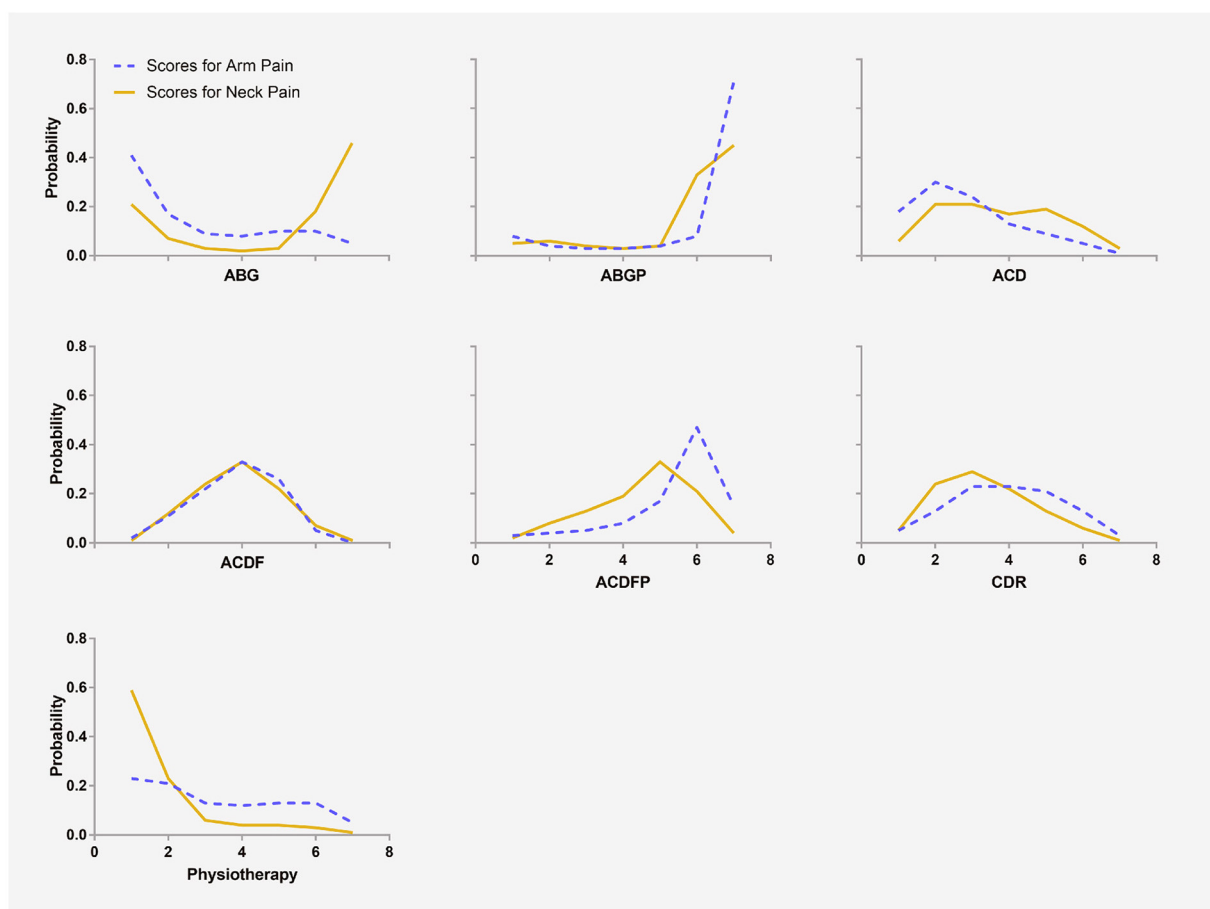 0.8
0.6
0.4
0.2
0.0
Probability
Scores for Arm Pain
Scores for Neck Pain
ABG
ABGP
ACD
0.8
0.6
0.4
0.2
0.0
Probability
ACDF
0 2 4 6 8
ACDFP
0 2 4 6 8
CDR
0.8
0.6
0.4
0.2
0.0
Probability
0 2 4 6 8
Physiotherapy